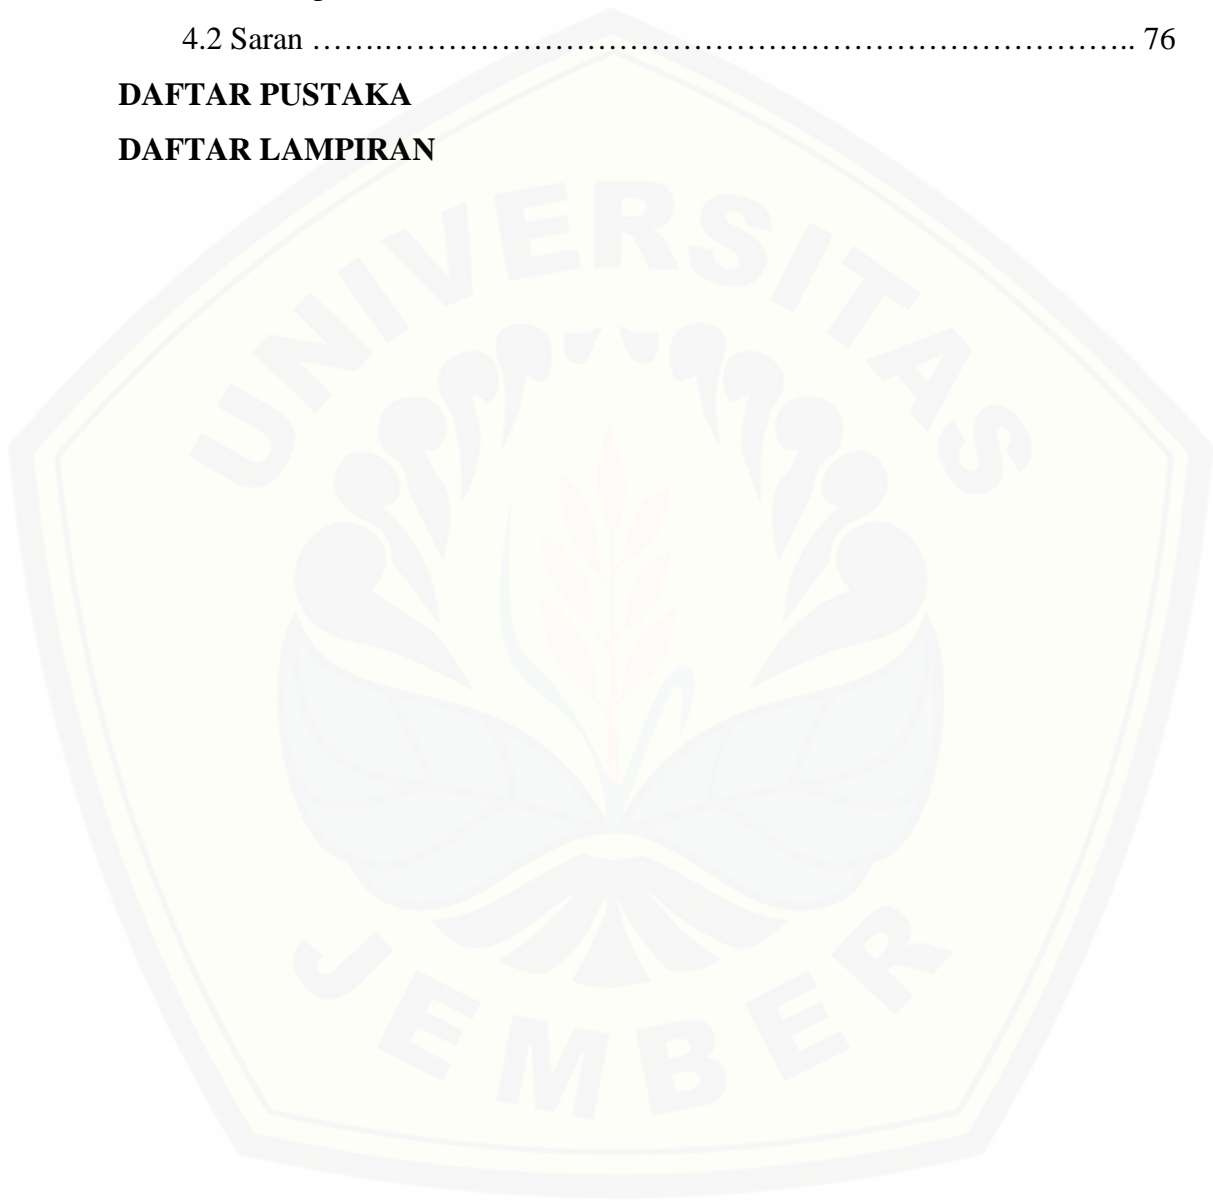 4.2 Saran …….………………………………………………………………….. 76
DAFTAR PUSTAKA
DAFTAR LAMPIRAN
UNIVERSITAS
JEMBER